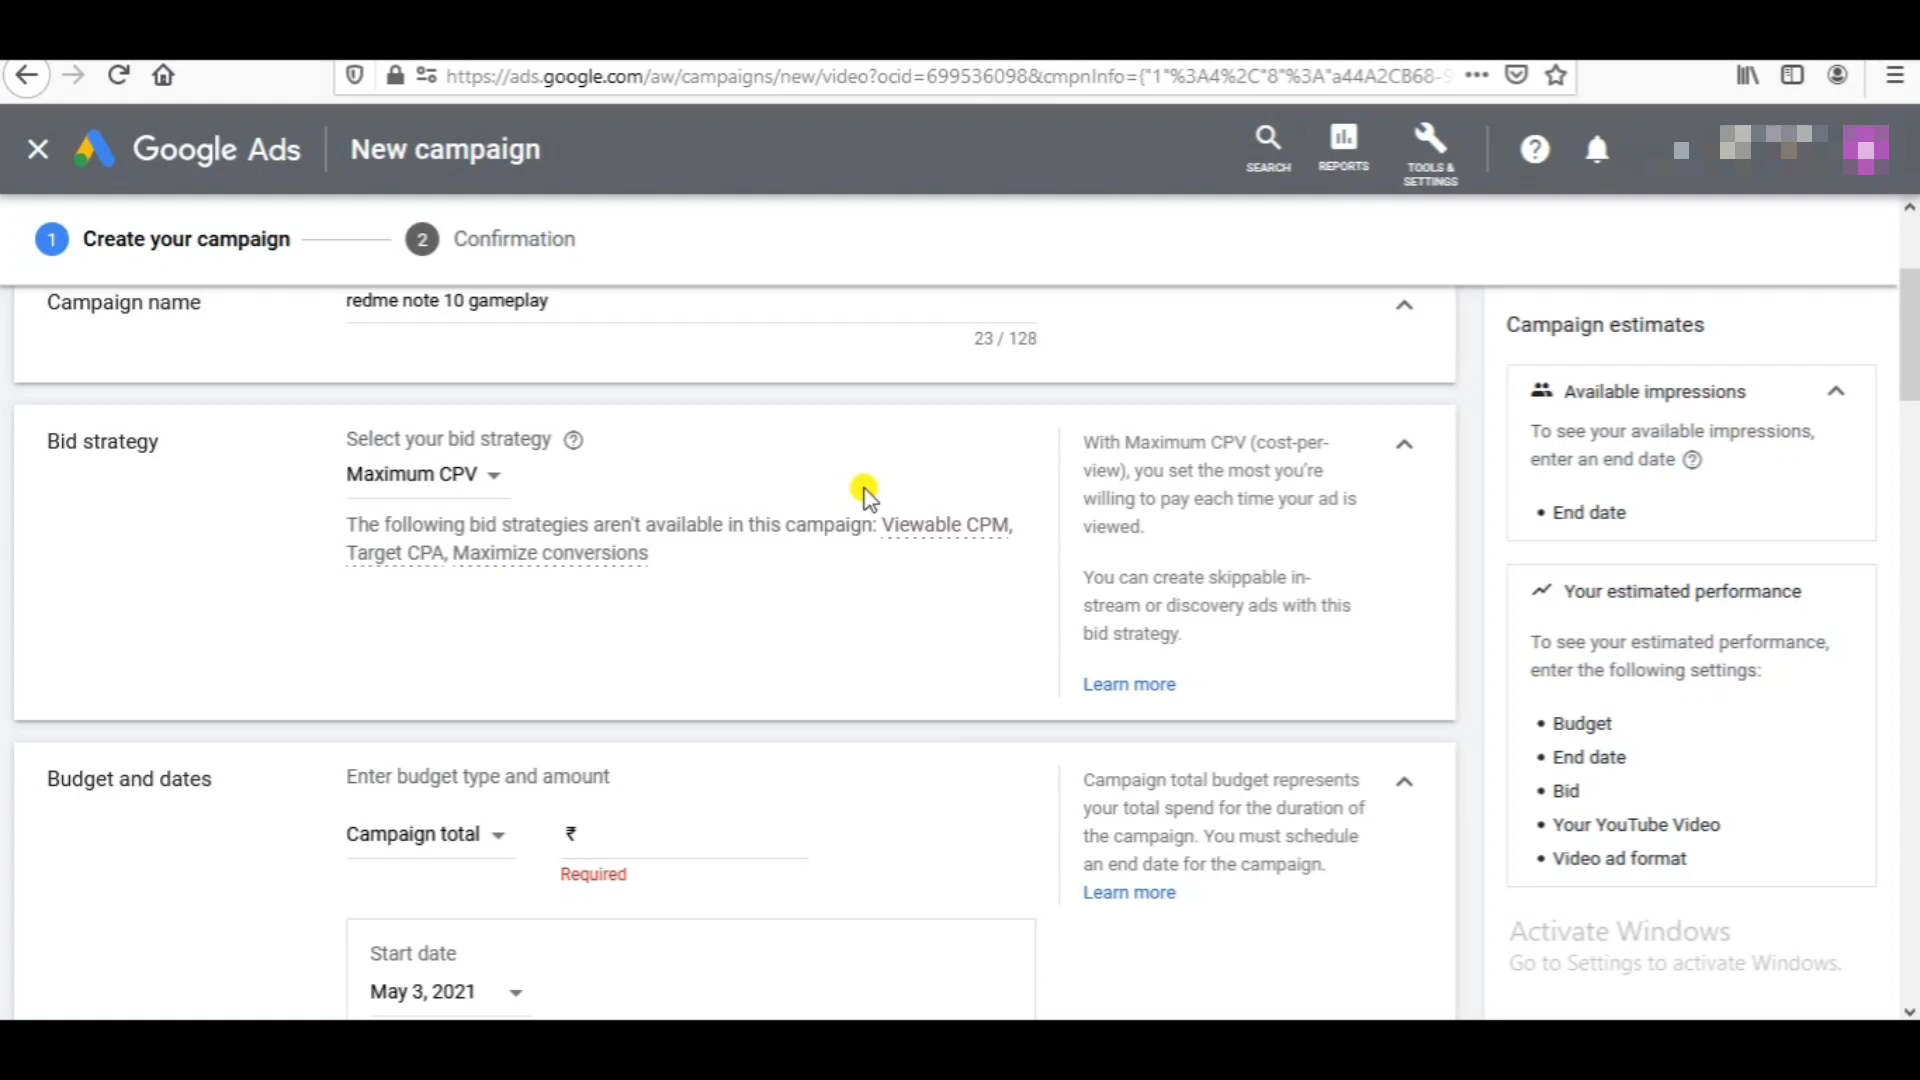 https://ads.google.com/aw/campaigns/new/video?ocid=699536098&cmpnInfo={"1"%3A4%2C"8"%3A"a44A2CB68-9
Google Ads
New campaign
SEARCH
REPORTS
TOOLS &
SETTINGS
1 Create your campaign
2 Confirmation
Campaign name
redme note 10 gameplay
23 / 128
Bid strategy
Select your bid strategy
Maximum CPV
The following bid strategies aren't available in this campaign: Viewable CPM,
Target CPA, Maximize conversions
With Maximum CPV (cost-per-
view), you set the most you're
willing to pay each time your ad is
viewed.
You can create skippable in-
stream or discovery ads with this
bid strategy.
Learn more
Budget and dates
Enter budget type and amount
Campaign total
₹
Required
Campaign total budget represents
your total spend for the duration of
the campaign. You must schedule
an end date for the campaign.
Learn more
Start date
May 3, 2021
Campaign estimates
Available impressions
To see your available impressions,
enter an end date
• End date
Your estimated performance
To see your estimated performance,
enter the following settings:
• Budget
• End date
• Bid
• Your YouTube Video
• Video ad format
Activate Windows
Go to Settings to activate Windows.